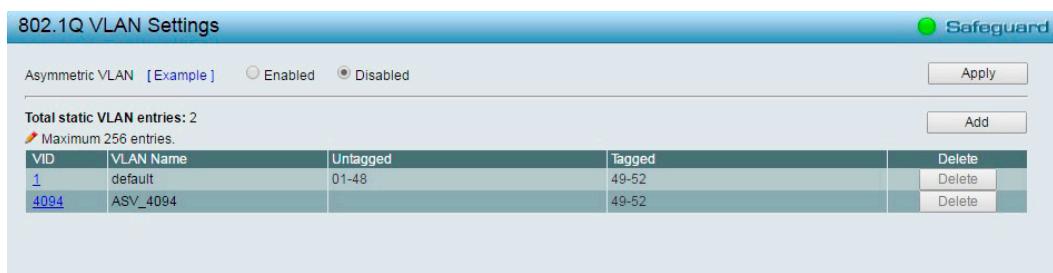 802.1Q VLAN Settings
Safeguard
Asymmetric VLAN [ Example ] Enabled Disabled Apply
Total static VLAN entries: 2
Add
Maximum 256 entries.
VID VLAN Name Untagged Tagged Delete
1 default 01-48 49-52 Delete
4094 ASV_4094 49-52 Delete